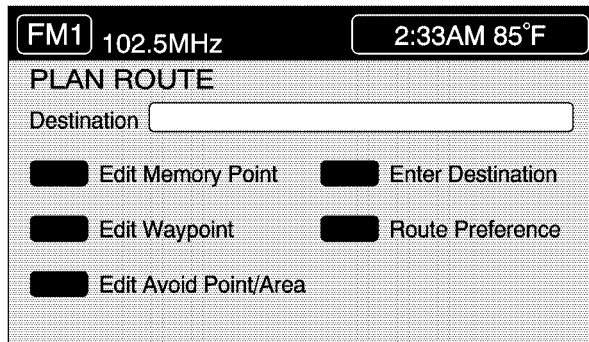 FM1 102.5MHz 2:33AM 85°F
PLAN ROUTE
Destination
Edit Memory Point Enter Destination
Edit Waypoint Route Preference
Edit Avoid Point/Area